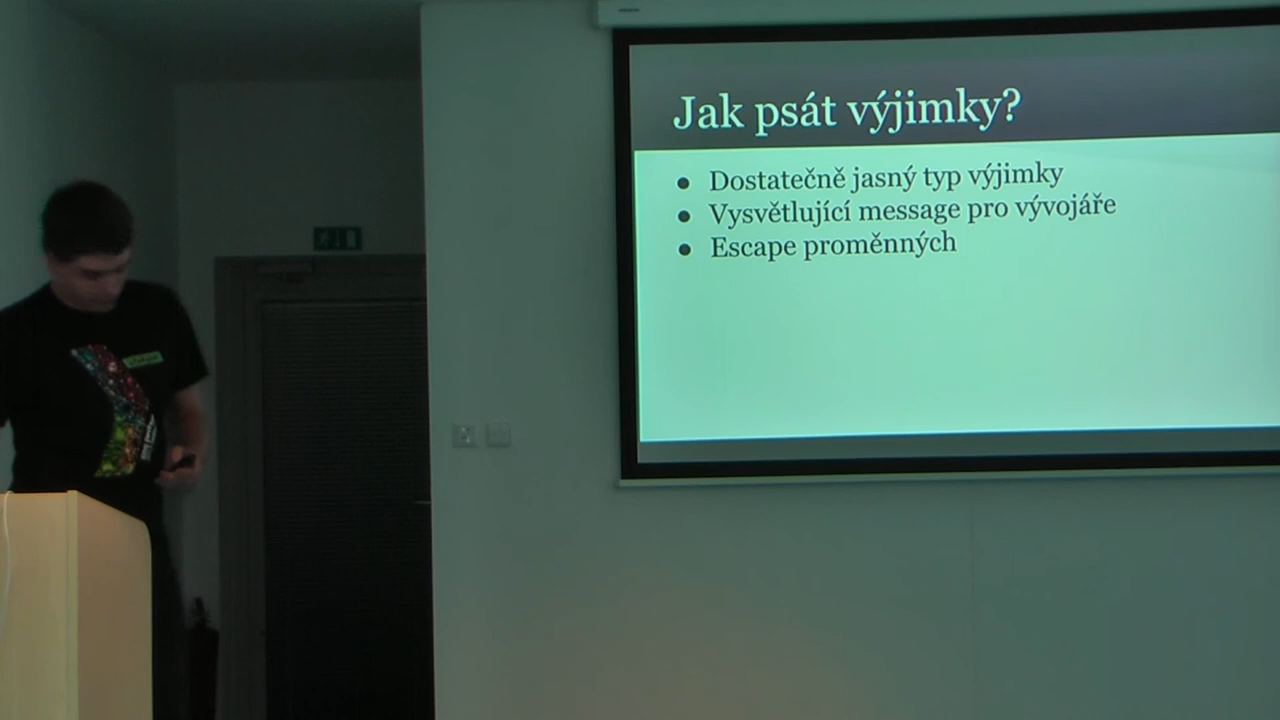 Jak psát výjimky?
● Dostatečně jasný typ výjimky
● Vysvětlující message pro vývojáře
● Escape proměnných